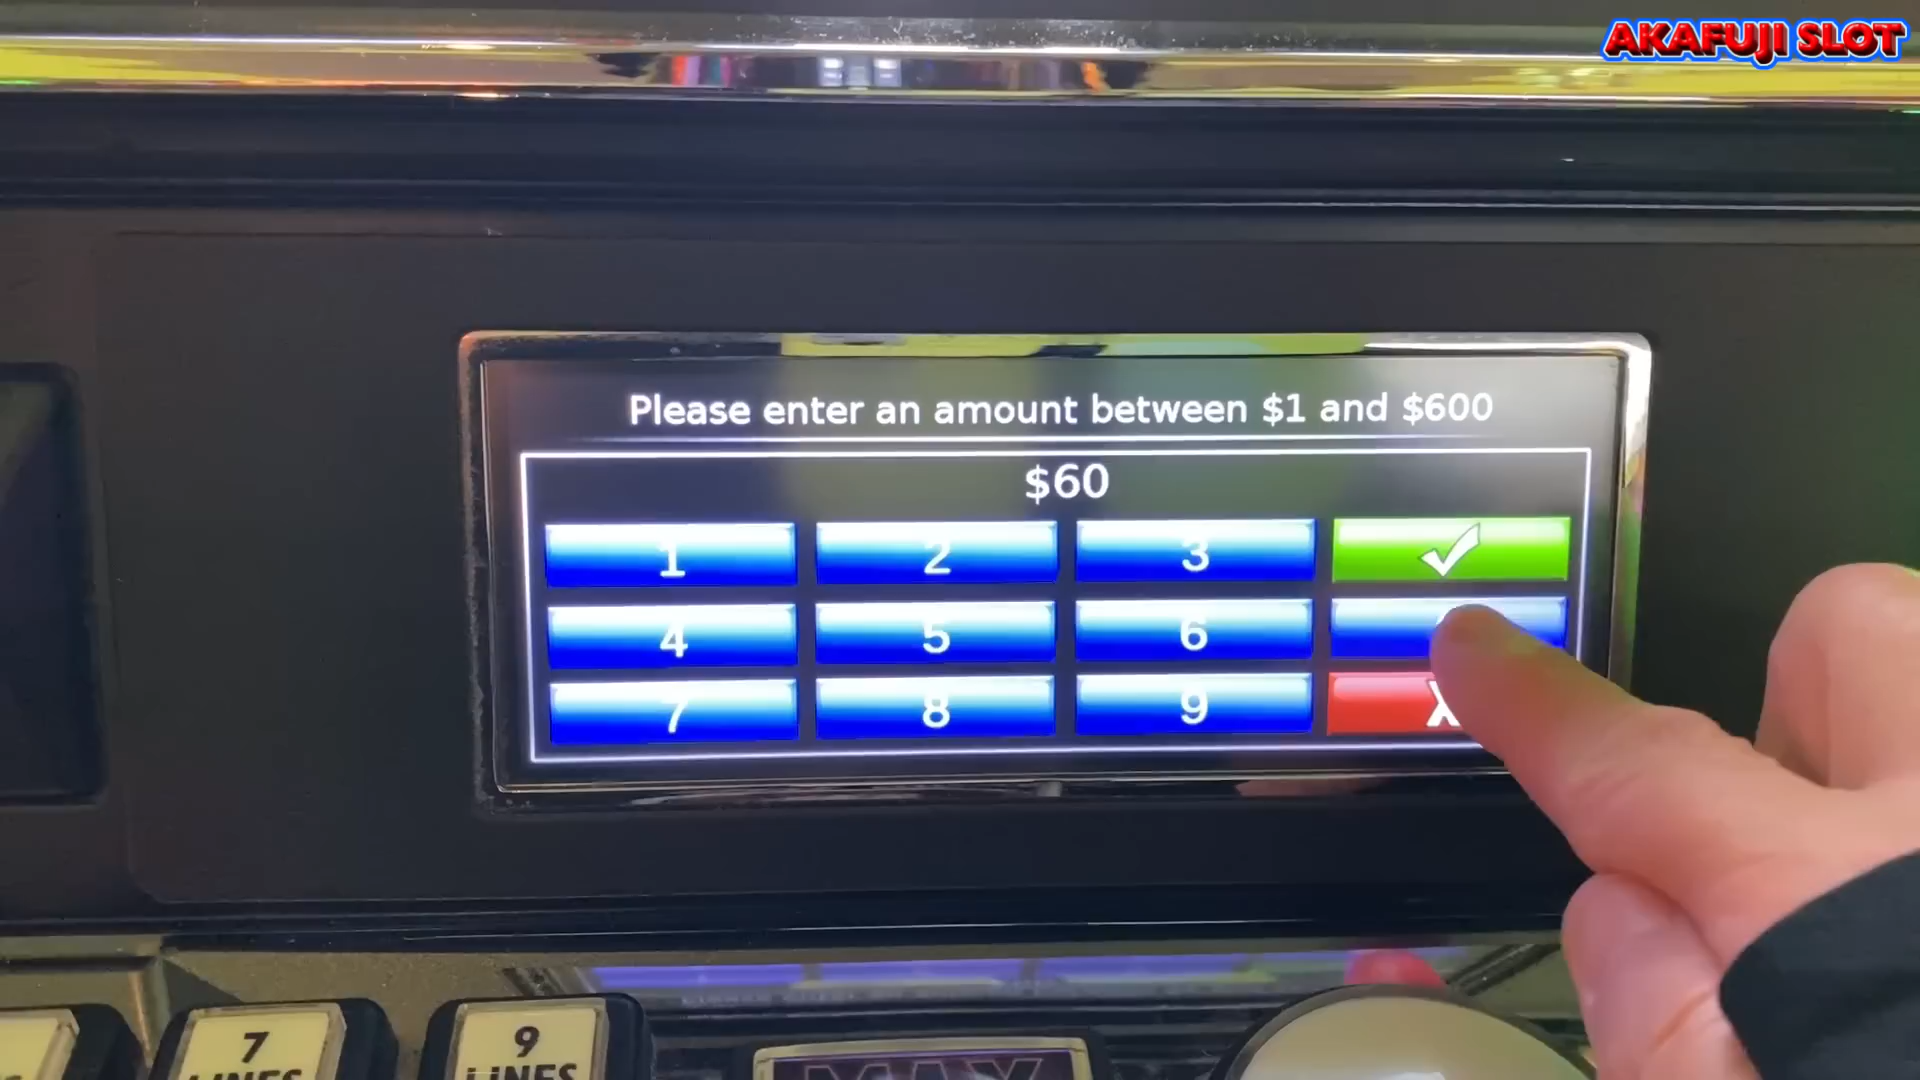 AKAFUJI SLOT
Please enter an amount between $1 and $600
$60
1 2 3 ✓
4 5 6
7 8 9 X
7
LINES
9
LINES
MAX